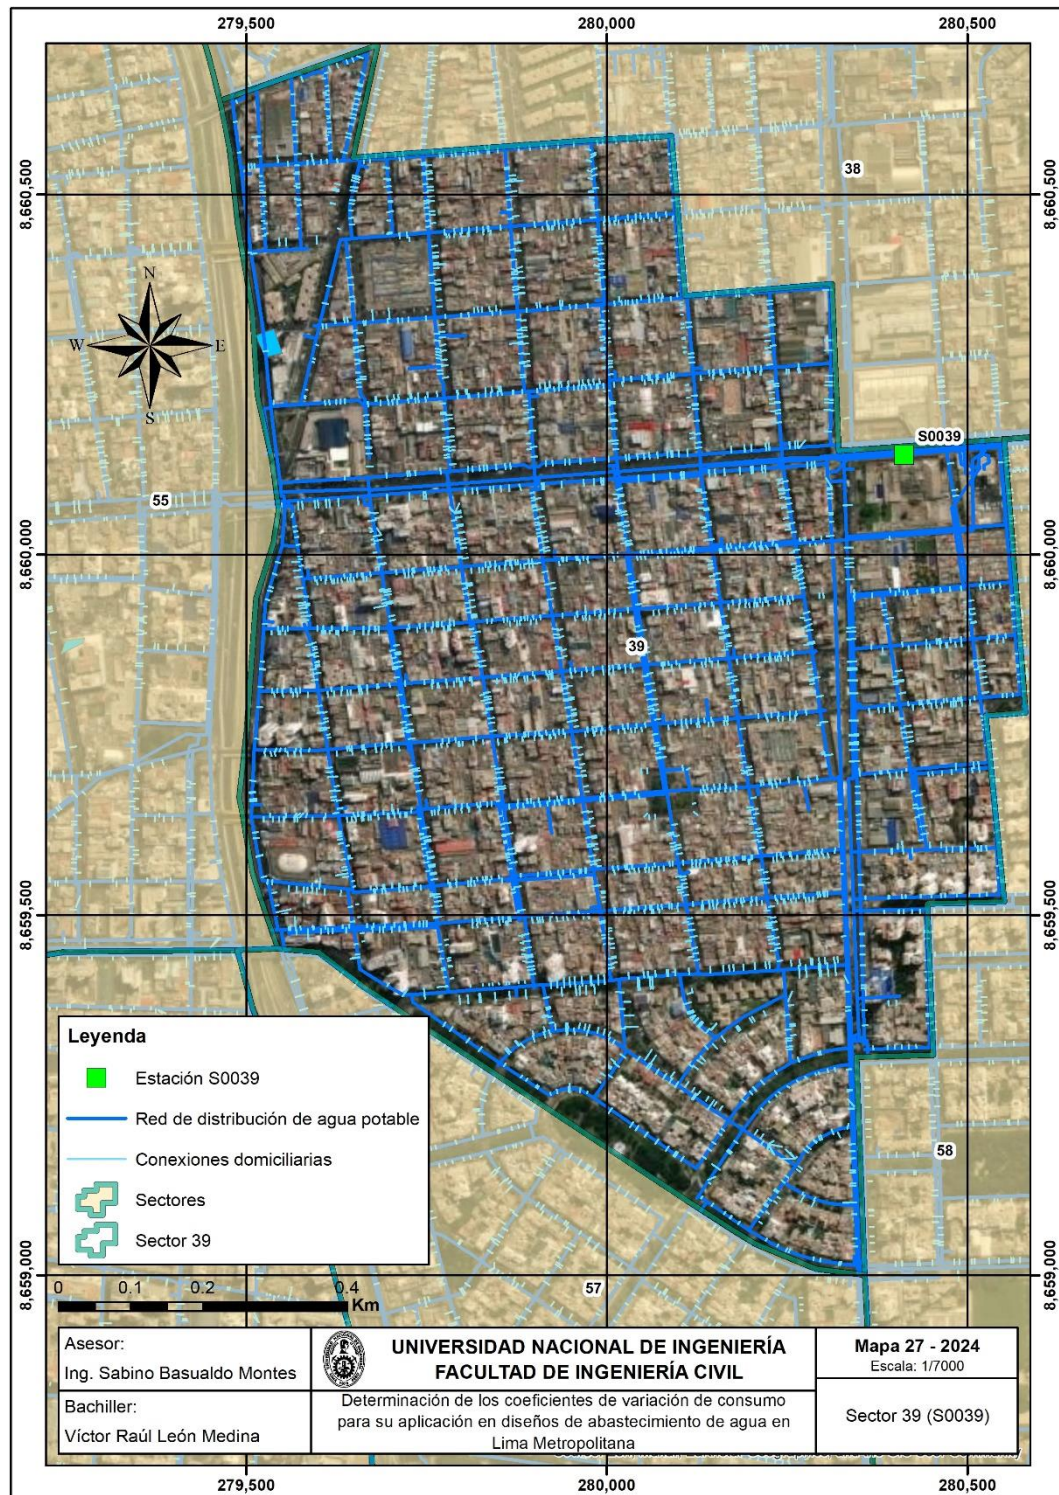 279,500 280,000 280,500
8,660,500 8,660,500
38
N
W E
S
S0039
55
8,660,000 8,660,000
39
8,659,500 8,659,500
Leyenda
Estación S0039
Red de distribución de agua potable
Conexiones domiciliarias
Sectores
Sector 39
58
57
8,659,000 8,659,000
0 0.1 0.2 0.4
Km
Asesor:
Ing. Sabino Basualdo Montes
Bachiller:
Víctor Raúl León Medina
UNIVERSIDAD NACIONAL DE INGENIERÍA
FACULTAD DE INGENIERÍA CIVIL
Determinación de los coeficientes de variación de consumo
para su aplicación en diseños de abastecimiento de agua en
Lima Metropolitana
Mapa 27 - 2024
Escala: 1/7000
Sector 39 (S0039)
279,500 280,000 280,500